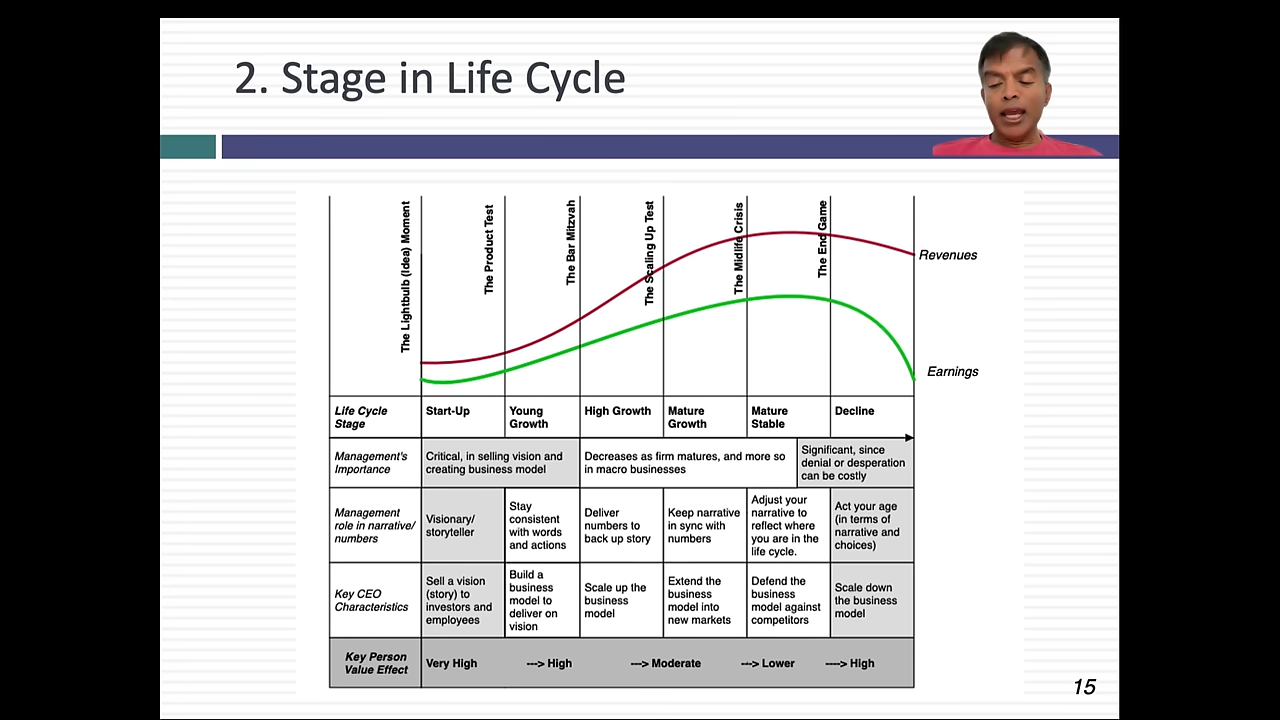 2. Stage in Life Cycle
The Lightbulb (Idea) Moment
The Product Test
The Bar Mitzvah
The Scaling Up Test
The Midlife Crisis
The End Game
Revenues
Earnings
Life Cycle
Stage
Start-Up
Young
Growth
High Growth
Mature
Growth
Mature
Stable
Decline
Management's
Importance
Critical, in selling vision and
creating business model
Decreases as firm matures, and more so
in macro businesses
Significant, since
denial or desperation
can be costly
Management
role in narrative/
numbers
Visionary/
storyteller
Stay
consistent
with words
and actions
Deliver
numbers to
back up story
Keep narrative
in sync with
numbers
Adjust your
narrative to
reflect where
you are in the
life cycle.
Act your age
(in terms of
narrative and
choices)
Key CEO
Characteristics
Sell a vision
(story) to
investors and
employees
Build a
business
model to
deliver on
vision
Scale up the
business
model
Extend the
business
model into
new markets
Defend the
business
model against
competitors
Scale down
the business
model
Key Person
Value Effect
Very High
---> High
---> Moderate
---> Lower
----> High
15